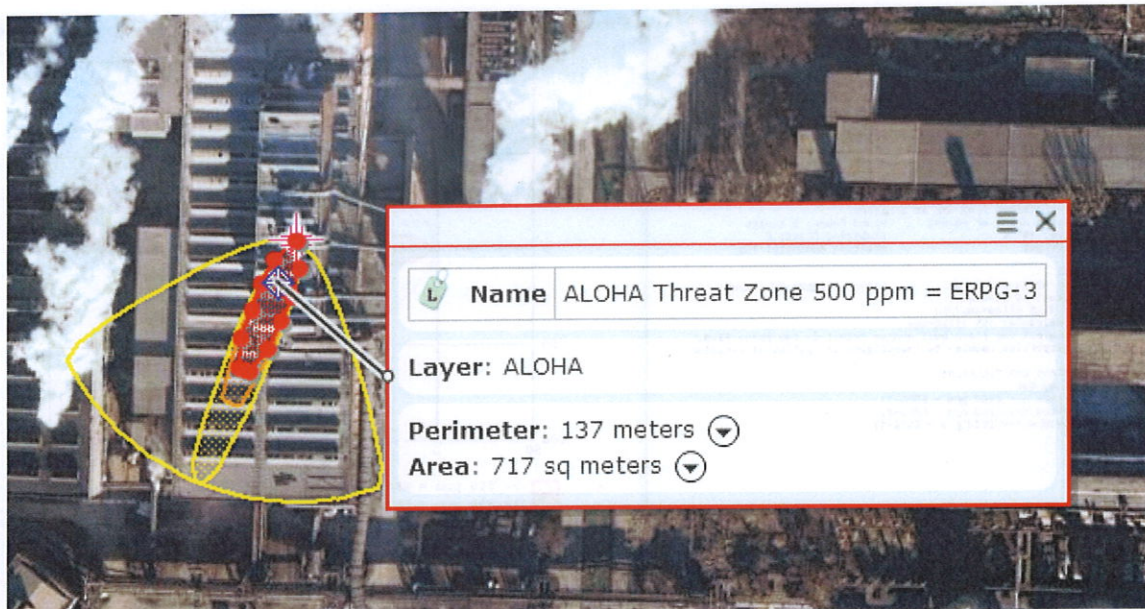 L Name ALOHA Threat Zone 500 ppm = ERPG-3
Layer: ALOHA
Perimeter: 137 meters
Area: 717 sq meters